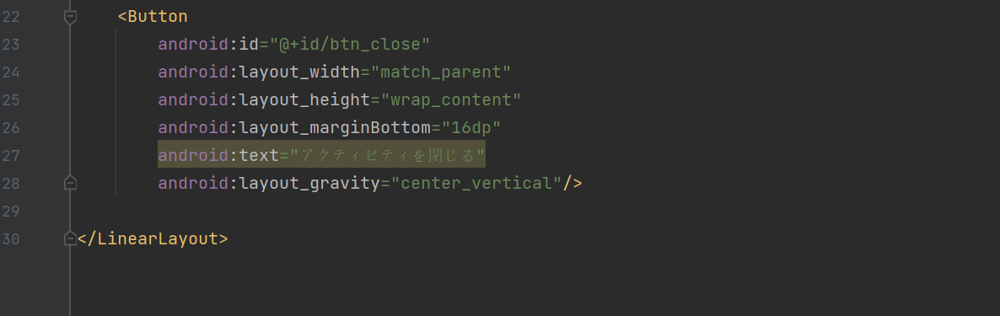 22 <Button
23 android:id="@+id/btn_close"
24 android:layout_width="match_parent"
25 android:layout_height="wrap_content"
26 android:layout_marginBottom="16dp"
27 android:text="アクティビティを閉じる"
28 android:layout_gravity="center_vertical"/>
29
30 </LinearLayout>